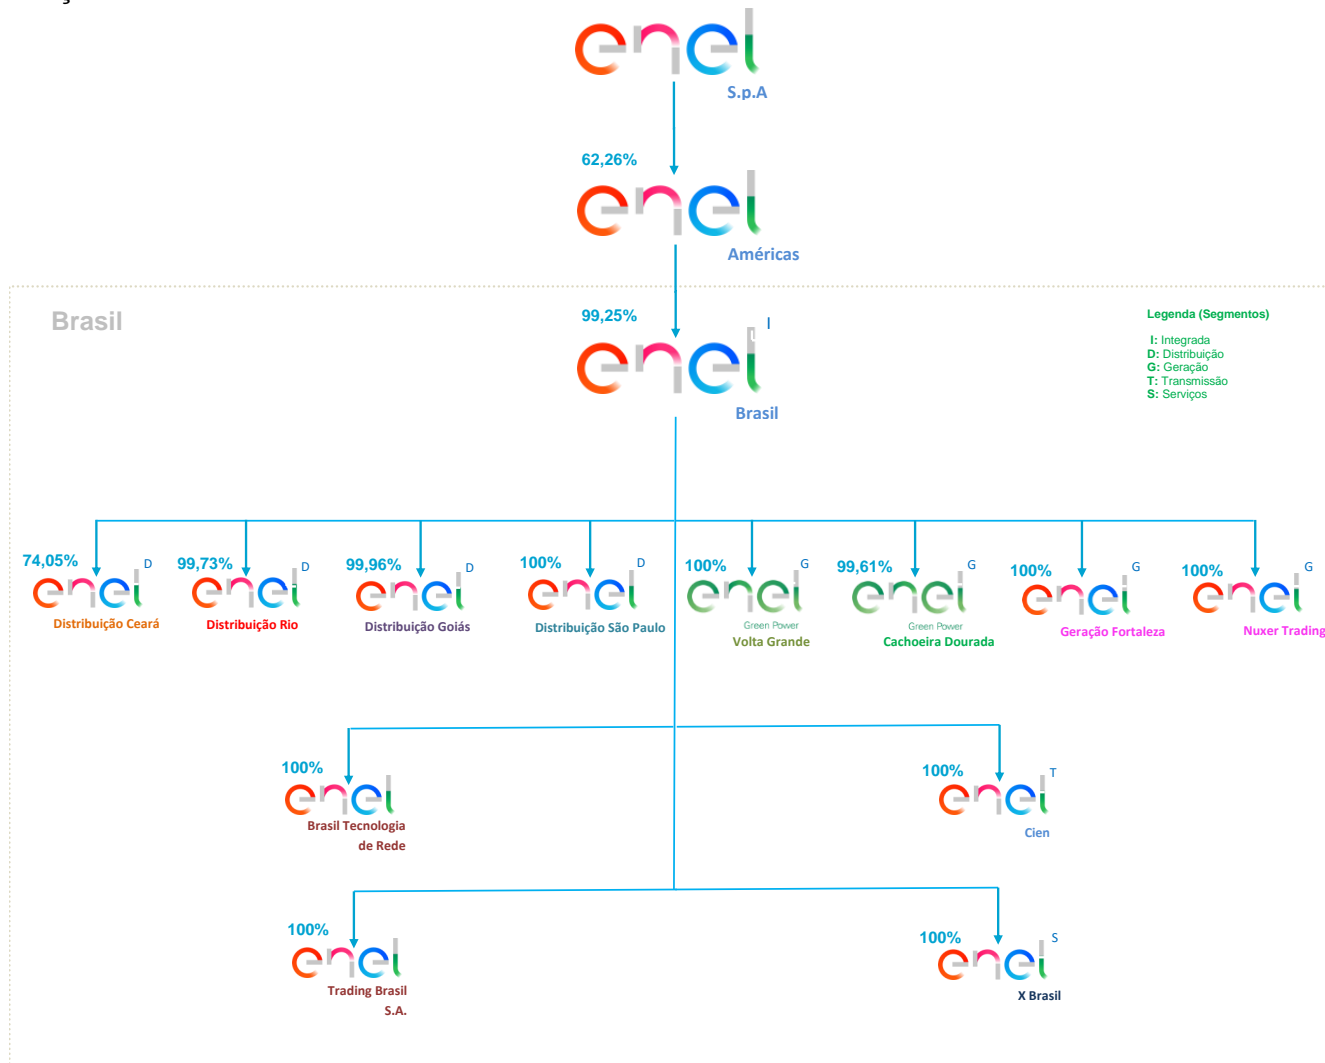 enel
S.p.A
62,26%
enel
Américas
Brasil
99,25%
I
enel
Brasil
Legenda (Segmentos)
I: Integrada
D: Distribuição
G: Geração
T: Transmissão
S: Serviços
74,05%
D
enel
Distribuição Ceará
99,73%
D
enel
Distribuição Rio
99,96%
D
enel
Distribuição Goiás
100%
D
enel
Distribuição São Paulo
100%
G
enel
Green Power
Volta Grande
99,61%
G
enel
Green Power
Cachoeira Dourada
100%
G
enel
Geração Fortaleza
100%
G
enel
Nuxer Trading
100%
enel
Brasil Tecnologia
de Rede
100%
T
enel
Cien
100%
enel
Trading Brasil
S.A.
100%
S
enel
X Brasil